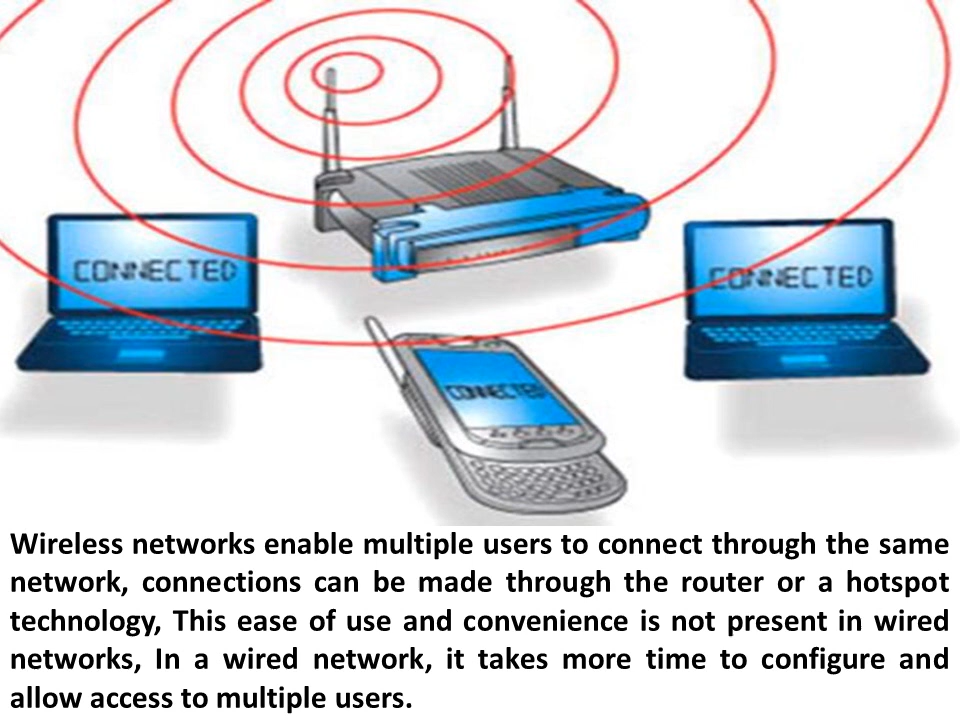 CONNECTED
CONNECTED
CONNECTED
Wireless networks enable multiple users to connect through the same
network, connections can be made through the router or a hotspot
technology, This ease of use and convenience is not present in wired
networks, In a wired network, it takes more time to configure and
allow access to multiple users.